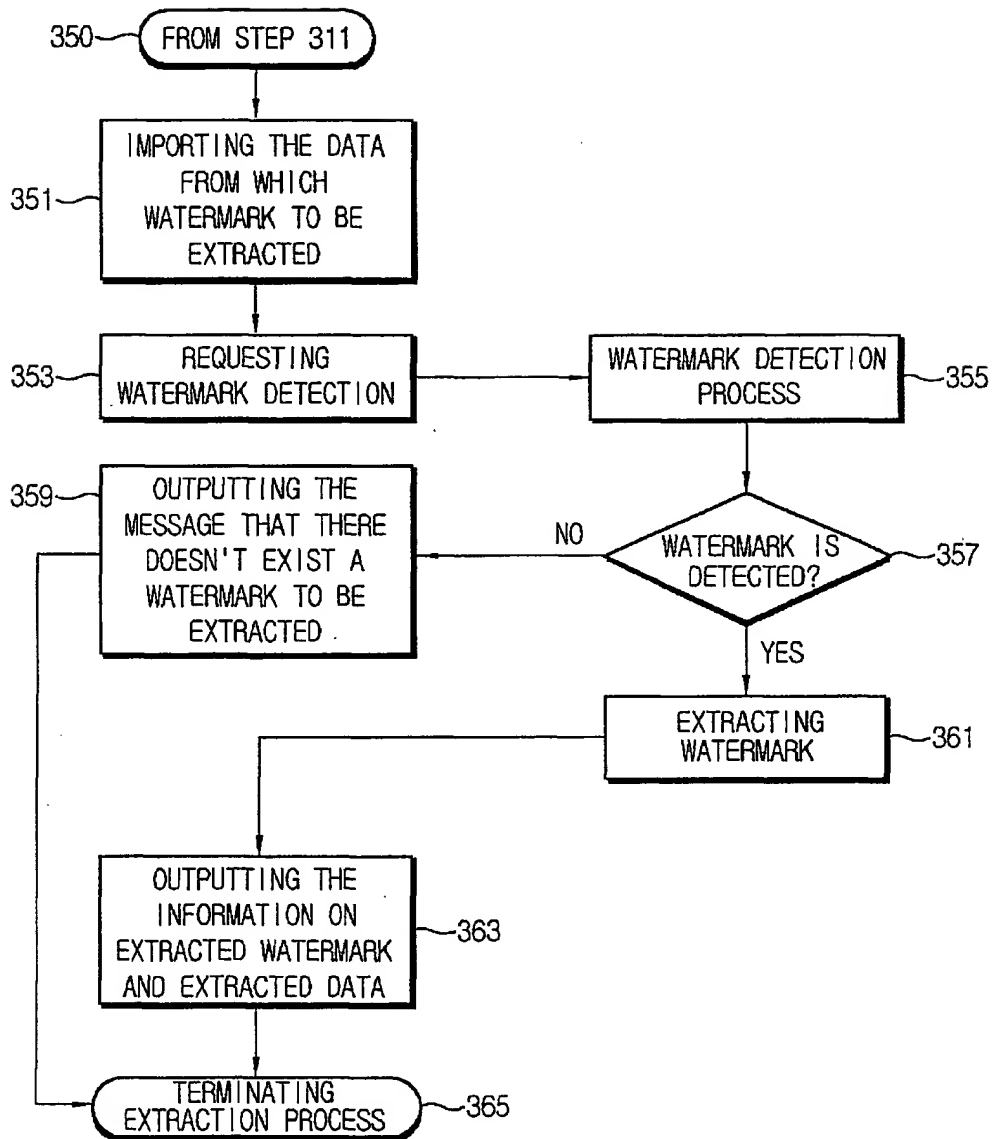 350
FROM STEP 311
351
IMPORTING THE DATA
FROM WHICH
WATERMARK TO BE
EXTRACTED
353
REQUESTING
WATERMARK DETECTION
WATERMARK DETECTION
PROCESS
355
359
OUTPUTTING THE
MESSAGE THAT THERE
DOESN'T EXIST A
WATERMARK TO BE
EXTRACTED
NO
WATERMARK IS
DETECTED?
357
YES
EXTRACTING
WATERMARK
361
OUTPUTTING THE
INFORMATION ON
EXTRACTED WATERMARK
AND EXTRACTED DATA
363
TERMINATING
EXTRACTION PROCESS
365